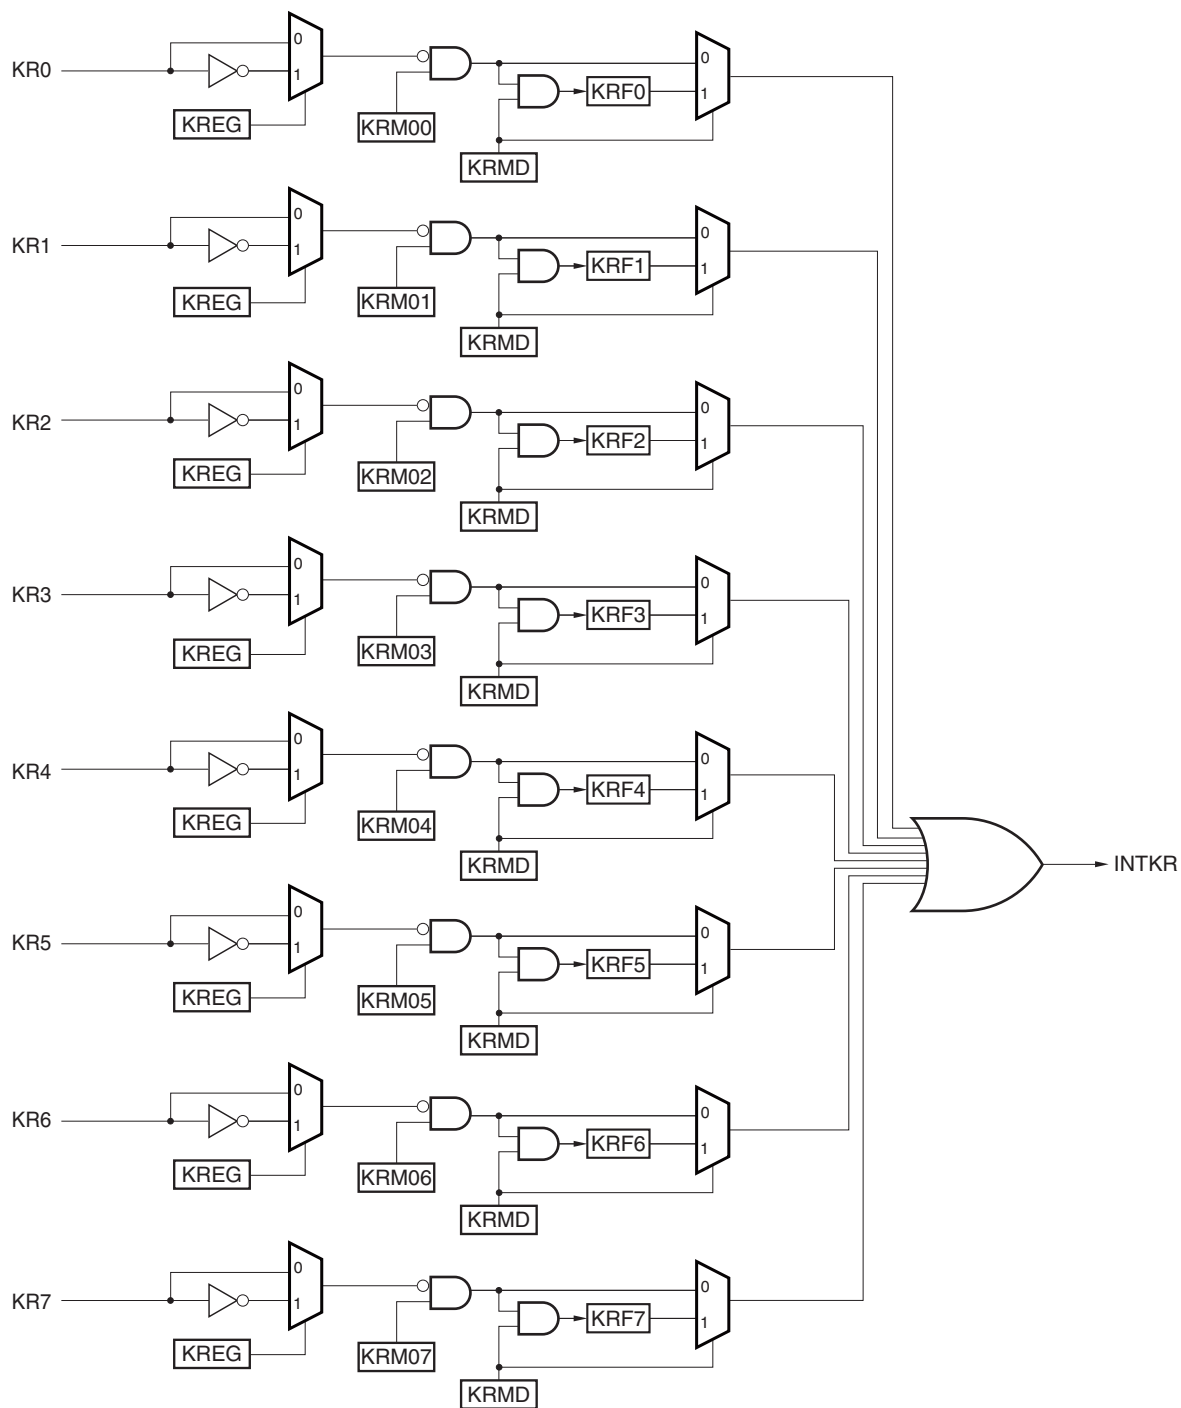 KR0
0
1
KREG
KRM00
KRF0
0
1
KRMD
KR1
0
1
KREG
KRM01
KRF1
0
1
KRMD
KR2
0
1
KREG
KRM02
KRF2
0
1
KRMD
KR3
0
1
KREG
KRM03
KRF3
0
1
KRMD
KR4
0
1
KREG
KRM04
KRF4
0
1
KRMD
INTKR
KR5
0
1
KREG
KRM05
KRF5
0
1
KRMD
KR6
0
1
KREG
KRM06
KRF6
0
1
KRMD
KR7
0
1
KREG
KRM07
KRF7
0
1
KRMD